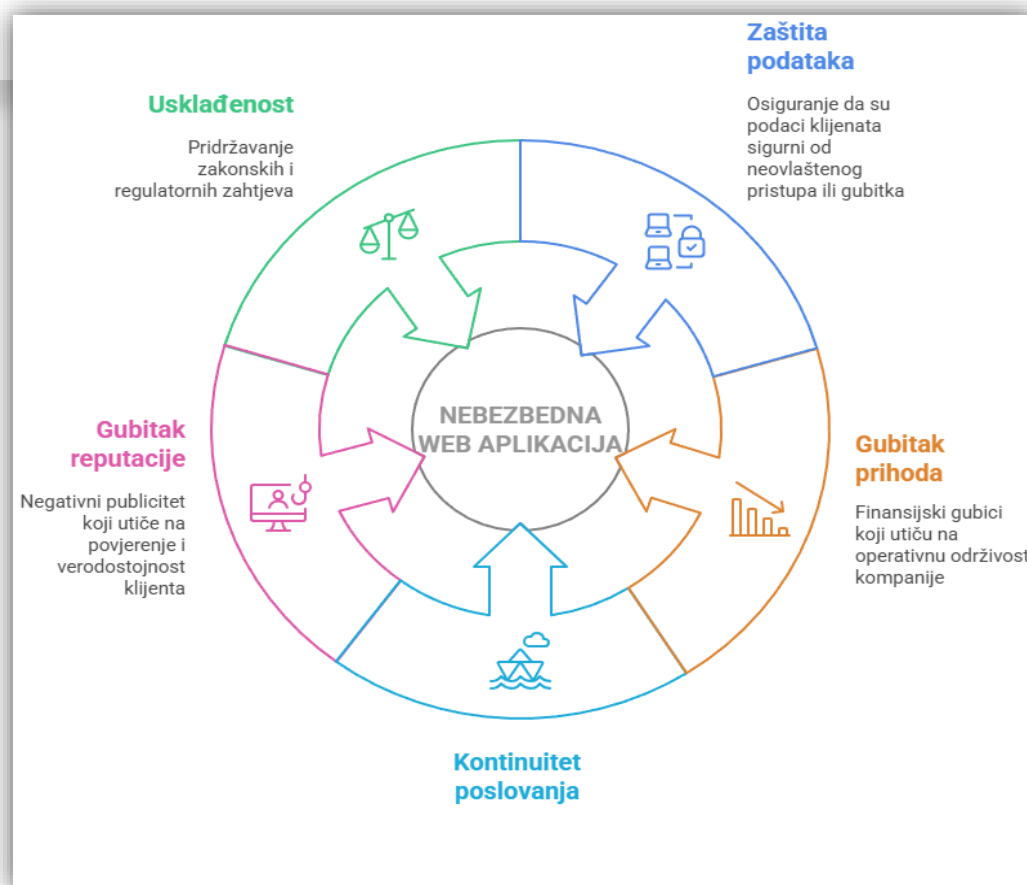 Zaštita
podataka
Osiguranje da su
podaci klijenata
sigurni od
neovlaštenog
pristupa ili gubitka
Usklađenost
Pridržavanje
zakonskih i
regulatornih zahtjeva
NEBEZBEDNA
WEB APLIKACIJA
Gubitak
reputacije
Negativni publicitet
koji utiče na
povjerenje i
verodostojnost
klijenta
Gubitak
prihoda
Finansijski gubici
koji utiču na
operativnu održivost
kompanije
Kontinuitet
poslovanja